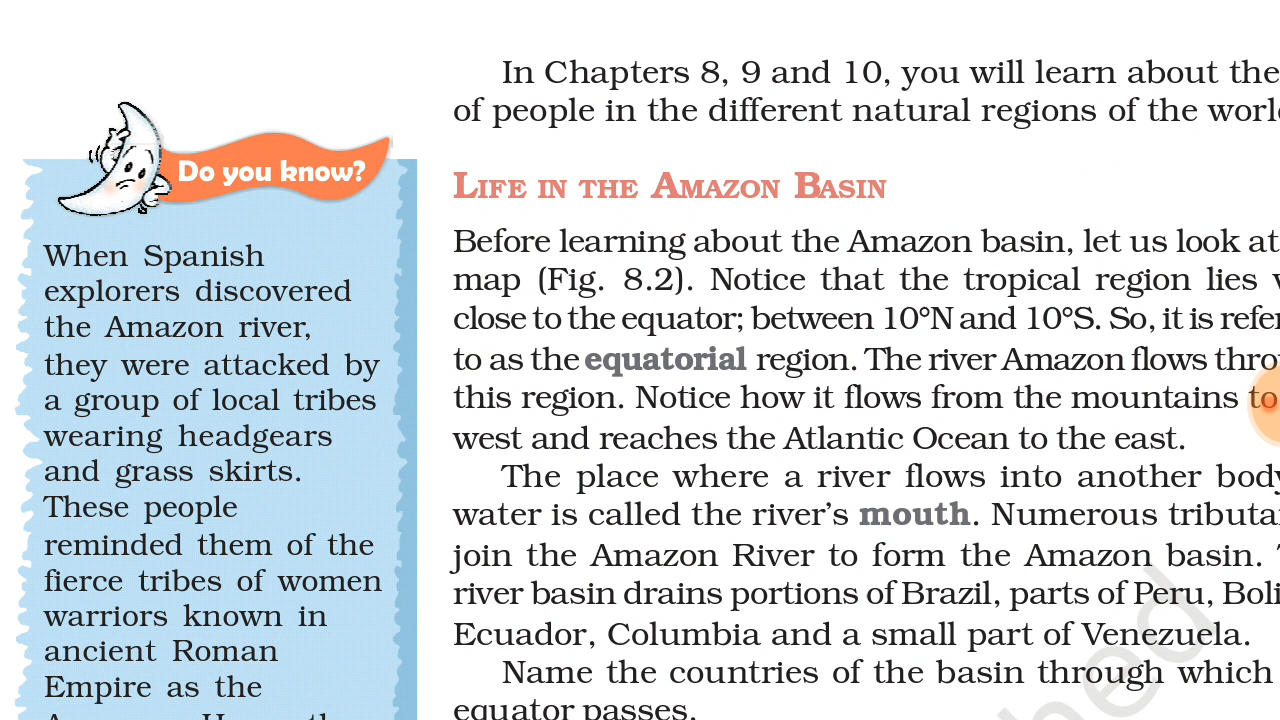 In Chapters 8, 9 and 10, you will learn about the
of people in the different natural regions of the
Do you know?
When Spanish
explorers discovered
the Amazon river,
they were attacked by
a group of local tribes
wearing headgears
and grass skirts.
These people
reminded them of the
fierce tribes of women
warriors known in
ancient Roman
Empire as the
LIFE IN THE AMAZON BASIN
Before learning about the Amazon basin, let us look at
map (Fig. 8.2). Notice that the tropical region lies
close to the equator; between 10°N and 10°S. So, it is
to as the equatorial region. The river Amazon flows
this region. Notice how it flows from the mountains to
west and reaches the Atlantic Ocean to the east.
The place where a river flows into another body
water is called the river's mouth. Numerous
join the Amazon River to form the Amazon basin.
river basin drains portions of Brazil, parts of Peru,
Ecuador, Columbia and a small part of Venezuela.
Name the countries of the basin through which
equator passes.